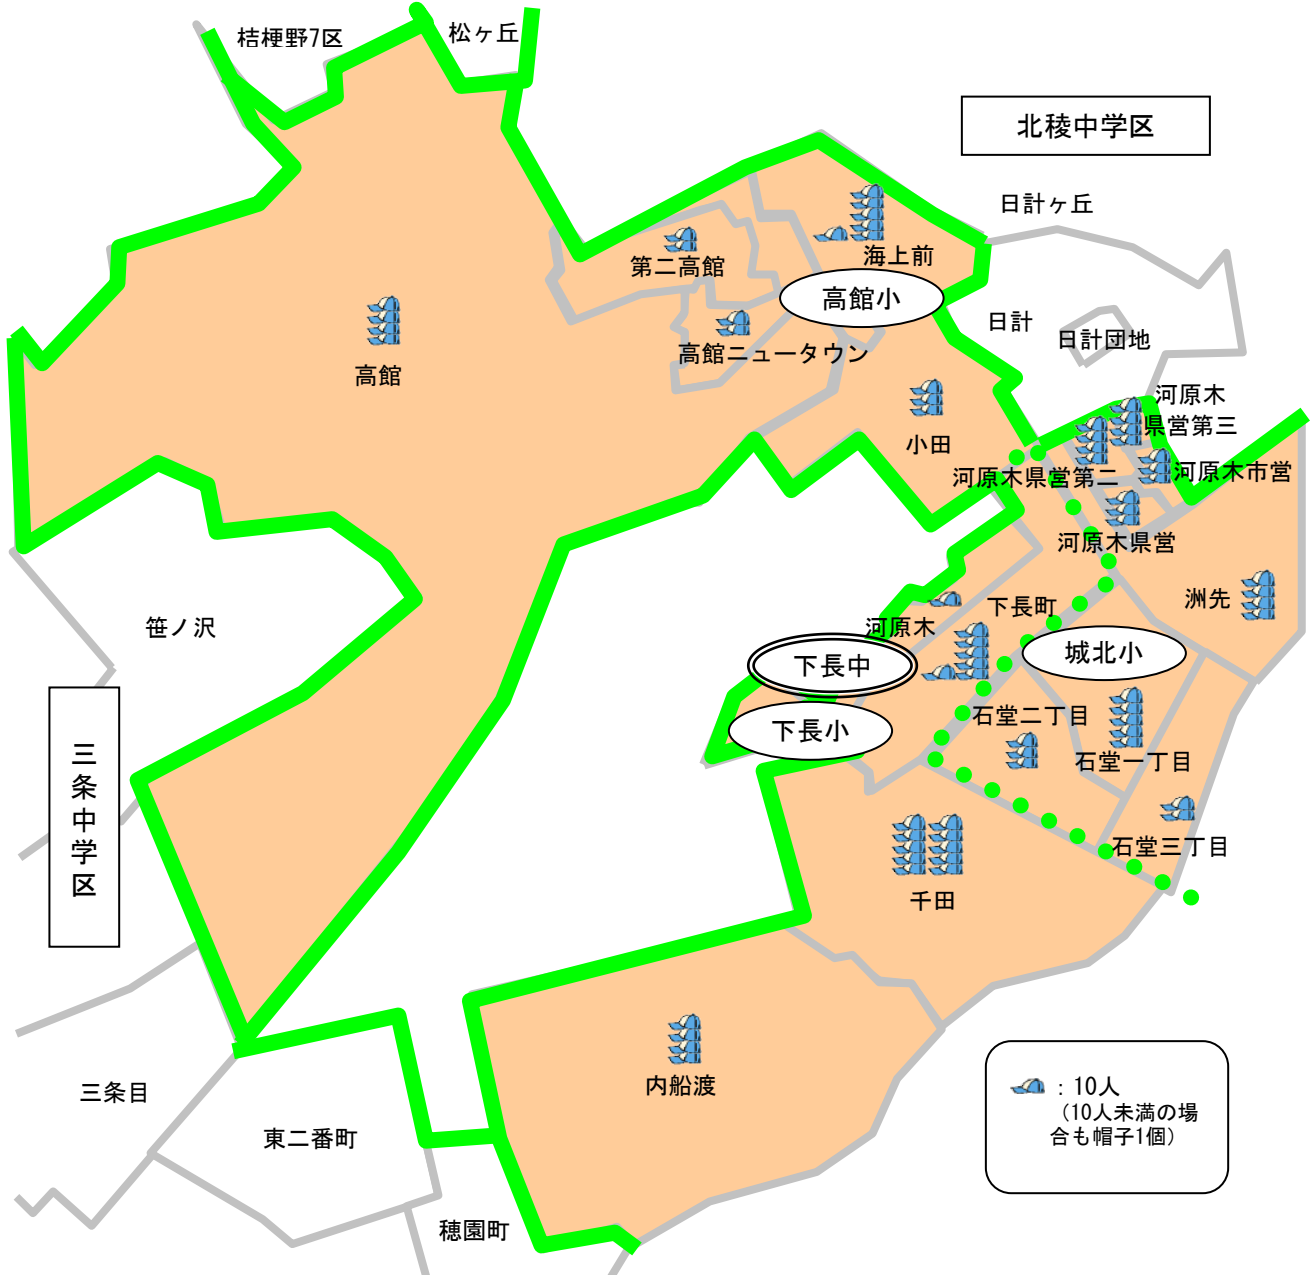 桔梗野7区
松ヶ丘
北稜中学区
日計ヶ丘
海上前
第二高館
高館小
日計
日計団地
高館ニュータウン
高館
河原木
県営第三
小田
河原木県営第二
河原木市営
河原木県営
洲先
下長町
笹ノ沢
河原木
城北小
下長中
石堂二丁目
下長小
石堂一丁目
三条中学区
石堂三丁目
千田
内船渡
三条目
東二番町
穂園町
：10人
（10人未満の場
合も帽子1個）